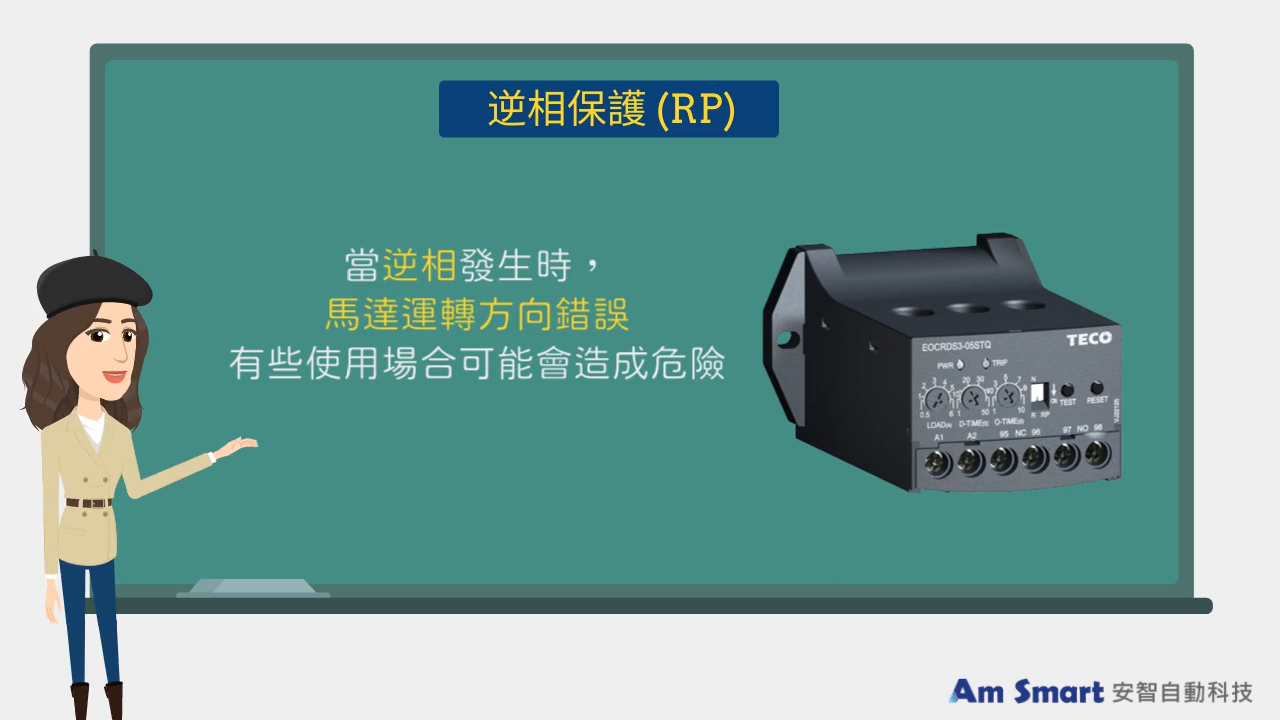 逆相保護 (RP)
當逆相發生時，
馬達運轉方向錯誤
有些使用場合可能會造成危險
TECO
EOCRDS3-05STQ
PWR TRIP
N
R RP
TEST RESET
LOAD(A) D-TIME(S) O-TIME(S)
A1 A2 95 NC 96 97 NO 98
Am Smart 安智自動科技